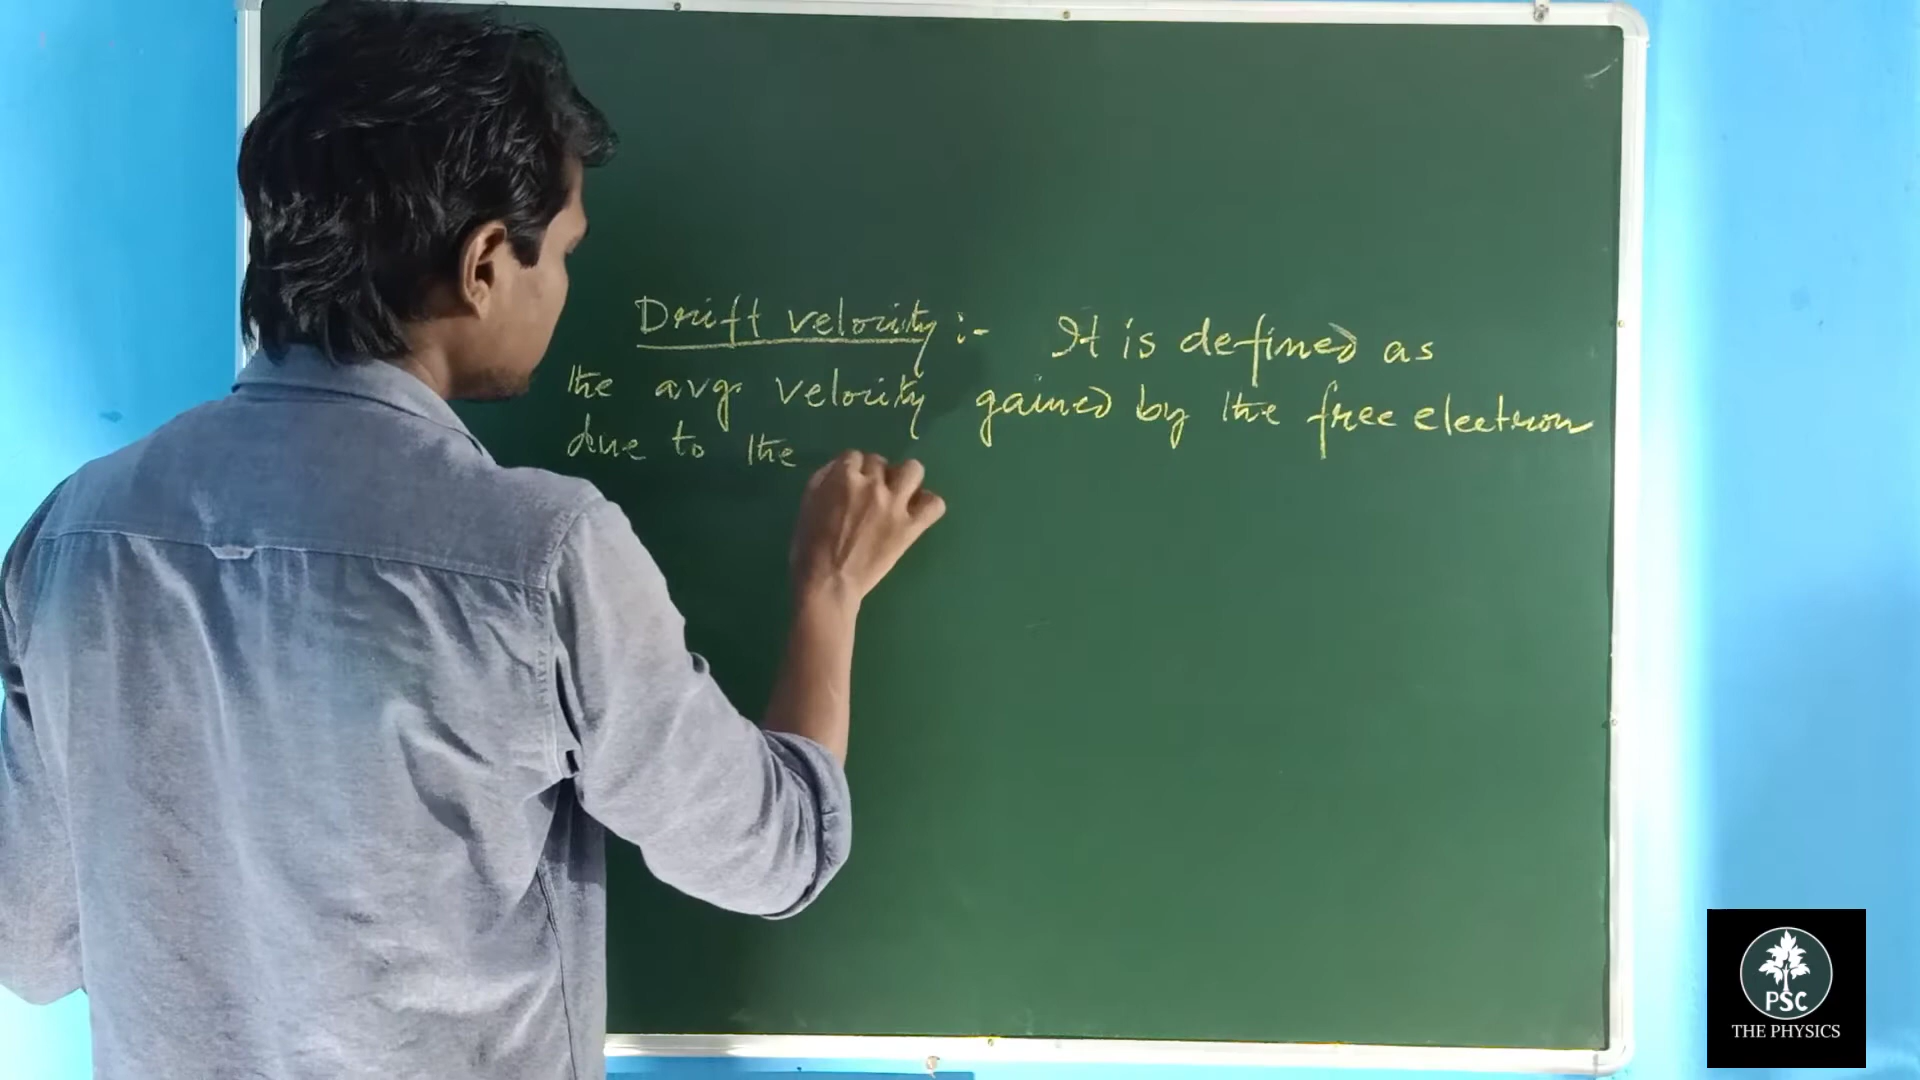 Drift velocity :- It is defined as
the avg. velocity gained by the free electron
due to the
PSC
THE PHYSICS